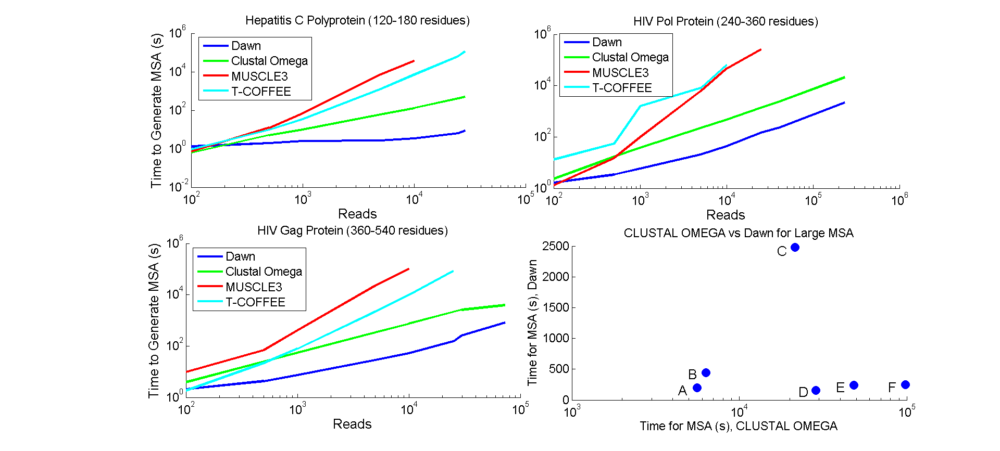 Hepatitis C Polyprotein (120-180 residues)
Time to Generate MSA (s)
10^6
10^4
10^2
10^0
10^-2
Dawn
Clustal Omega
MUSCLE3
T-COFFEE
10^2
10^3
10^4
10^5
Reads
HIV Pol Protein (240-360 residues)
10^6
10^4
10^2
10^0
Dawn
Clustal Omega
MUSCLE3
T-COFFEE
10^2
10^3
10^4
10^5
10^6
Reads
HIV Gag Protein (360-540 residues)
Time to Generate MSA (s)
10^6
10^4
10^2
10^0
Dawn
Clustal Omega
MUSCLE3
T-COFFEE
10^2
10^3
10^4
10^5
Reads
CLUSTAL OMEGA vs Dawn for Large MSA
Time for MSA (s), Dawn
2500
2000
1500
1000
500
0
C
B
A
D
E
F
10^3
10^4
10^5
Time for MSA (s), CLUSTAL OMEGA